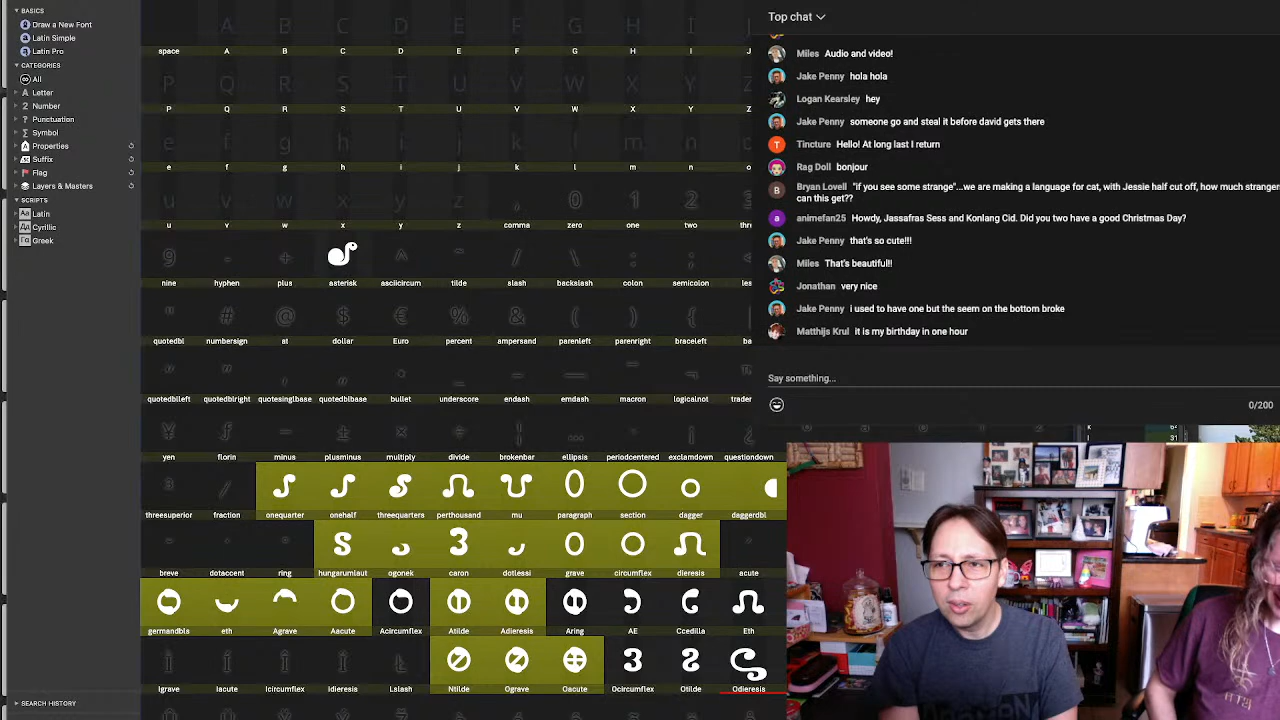 BASICS
Draw a New Font
Latin Simple
Latin Pro
CATEGORIES
All
Letter
Number
Punctuation
Symbol
Properties
Suffix
Flag
Layers & Masters
SCRIPTS
Latin
Cyrillic
Greek
SEARCH HISTORY
A B C D E F G H I
space A B C D E F G H I J
P Q R S T U V W X Y Z
P Q R S T U V W X Y Z
e f g h i j k l m n o
e f g h i j k l m n o
u v w x y z , 0 1 2 3
u v w x y z comma zero one two
9 - + ^ ~ / \ : ; <
nine hyphen plus asterisk asciicircum tilde slash backslash colon semicolon
# @ $ € % & ( ) {
quotedbl numbersign at dollar Euro percent ampersand parenleft parenright braceleft
quotedblleft quotedblright quotesinglbase quotedblbase bullet underscore endash emdash macron logicalnot
¥ ƒ − ± × ÷ ¦ … · ¡ ¿
yen florin minus plusminus multiply divide brokenbar ellipsis periodcentered exclamdown questiondown
threesuperior fraction onequarter onehalf threequarters perthousand mu paragraph section dagger daggerdbl
breve dotaccent ring hungarumlaut ogonek caron dotlessi grave circumflex dieresis acute
germandbls eth Agrave Aacute Acircumflex Atilde Adieresis Aring AE Ccedilla Eth
Igrave Iacute Icircumflex Idieresis Lslash Ntilde Ograve Oacute Ocircumflex Otilde Odieresis
Top chat
Miles Audio and video!
Jake Penny hola hola
Logan Kearsley hey
Jake Penny someone go and steal it before david gets there
T Tincture Hello! At long last I return
Rag Doll bonjour
B Bryan Lovell "if you see some strange"...we are making a language for cat, with Jessie half cut off, how much stranger
can this get??
a animefan25 Howdy, Jassafras Sess and Konlang Cid. Did you two have a good Christmas Day?
Jake Penny that's so cute!!!
Miles That's beautiful!!
Jonathan very nice
Jake Penny i used to have one but the seem on the bottom broke
Matthijs Krul it is my birthday in one hour
Say something...
0/200